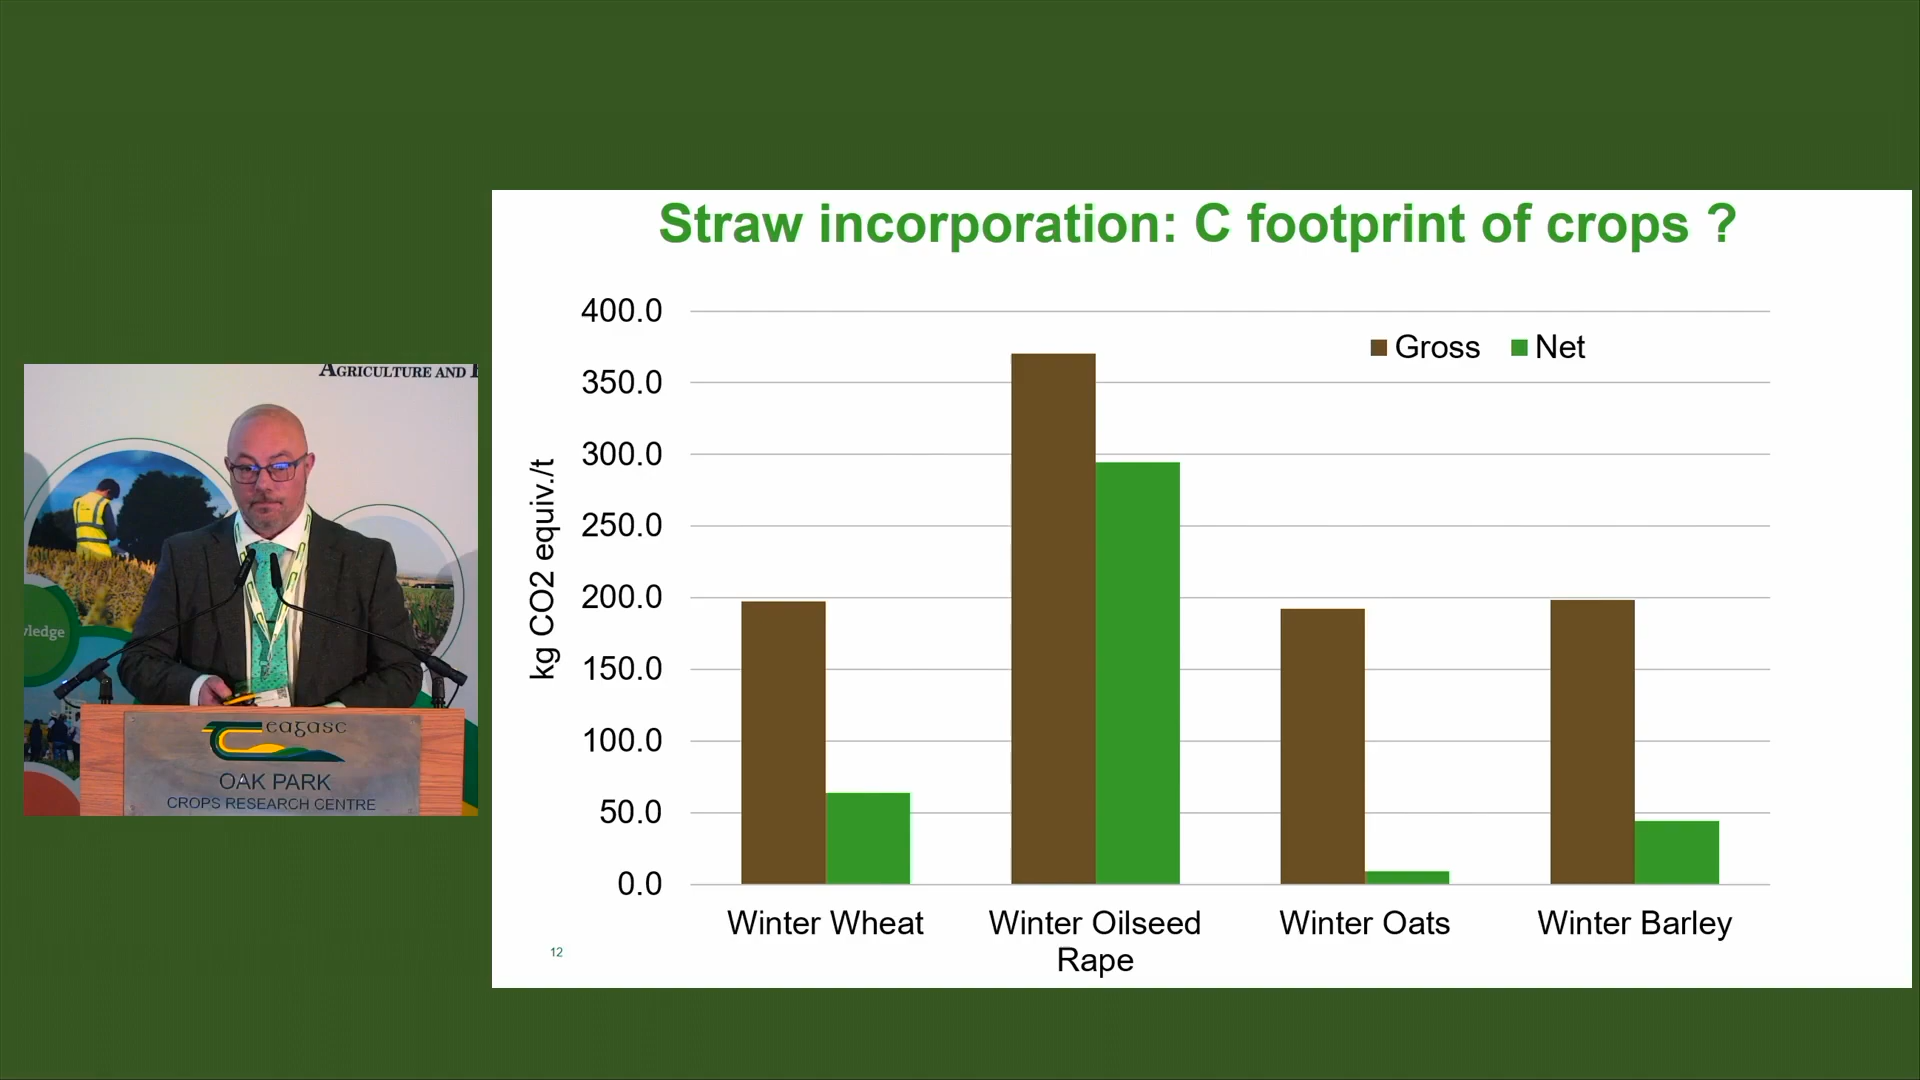 Straw incorporation: C footprint of crops ?
400.0
350.0
300.0
250.0
200.0
150.0
100.0
50.0
0.0
kg CO2 equiv./t
Gross
Net
Winter Wheat
Winter Oilseed
Rape
Winter Oats
Winter Barley
12
AGRICULTURE AND
teagasc
OAK PARK
CROPS RESEARCH CENTRE